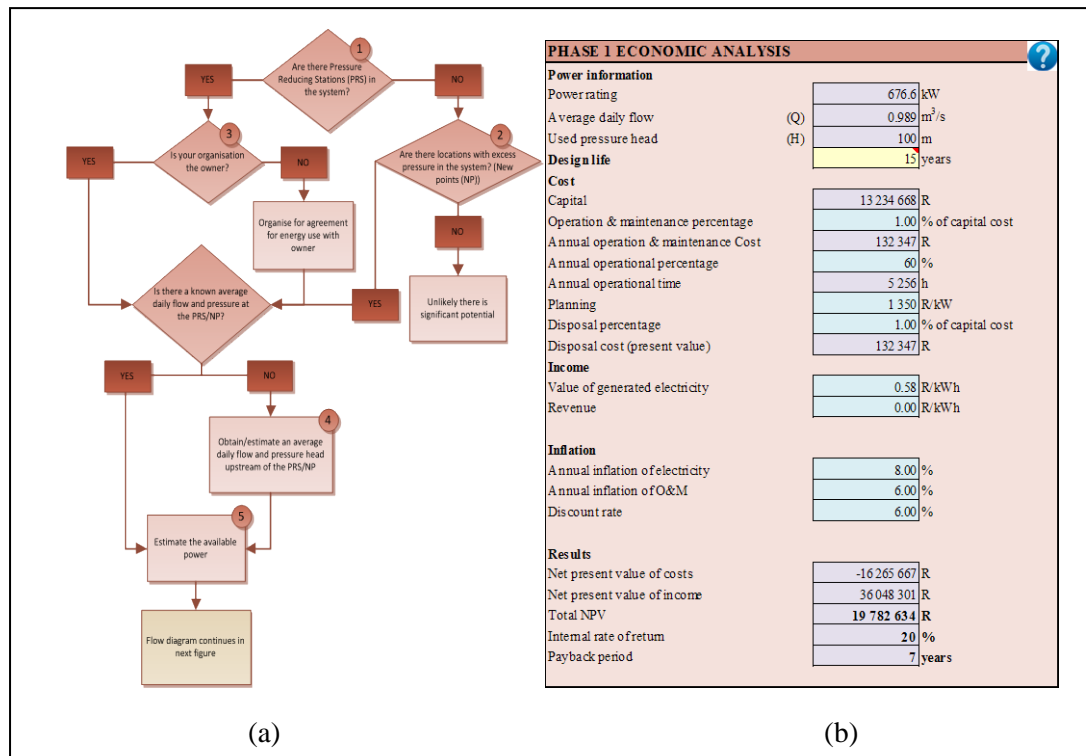 1
Are there Pressure
Reducing Stations (PRS) in
the system?
YES
NO
3
Is your organisation
the owner?
2
Are there locations with excess
pressure in the system? (New
points (NP))
YES
NO
Organise for agreement
for energy use with
owner
NO
Unlikely there is
significant potential
YES
Is there a known average
daily flow and pressure at
the PRS/NP?
YES
NO
4
Obtain/estimate an average
daily flow and pressure head
upstream of the PRS/NP
5
Estimate the available
power
Flow diagram continues in
next figure
(a)
PHASE 1 ECONOMIC ANALYSIS
?
Power information
Power rating 676.6 kW
Average daily flow (Q) 0.989 m³/s
Used pressure head (H) 100 m
Design life 15 years
Cost
Capital 13 234 668 R
Operation & maintenance percentage 1.00 % of capital cost
Annual operation & maintenance Cost 132 347 R
Annual operational percentage 60 %
Annual operational time 5 256 h
Planning 1 350 R/kW
Disposal percentage 1.00 % of capital cost
Disposal cost (present value) 132 347 R
Income
Value of generated electricity 0.58 R/kWh
Revenue 0.00 R/kWh
Inflation
Annual inflation of electricity 8.00 %
Annual inflation of O&M 6.00 %
Discount rate 6.00 %
Results
Net present value of costs -16 265 667 R
Net present value of income 36 048 301 R
Total NPV 19 782 634 R
Internal rate of return 20 %
Payback period 7 years
(b)